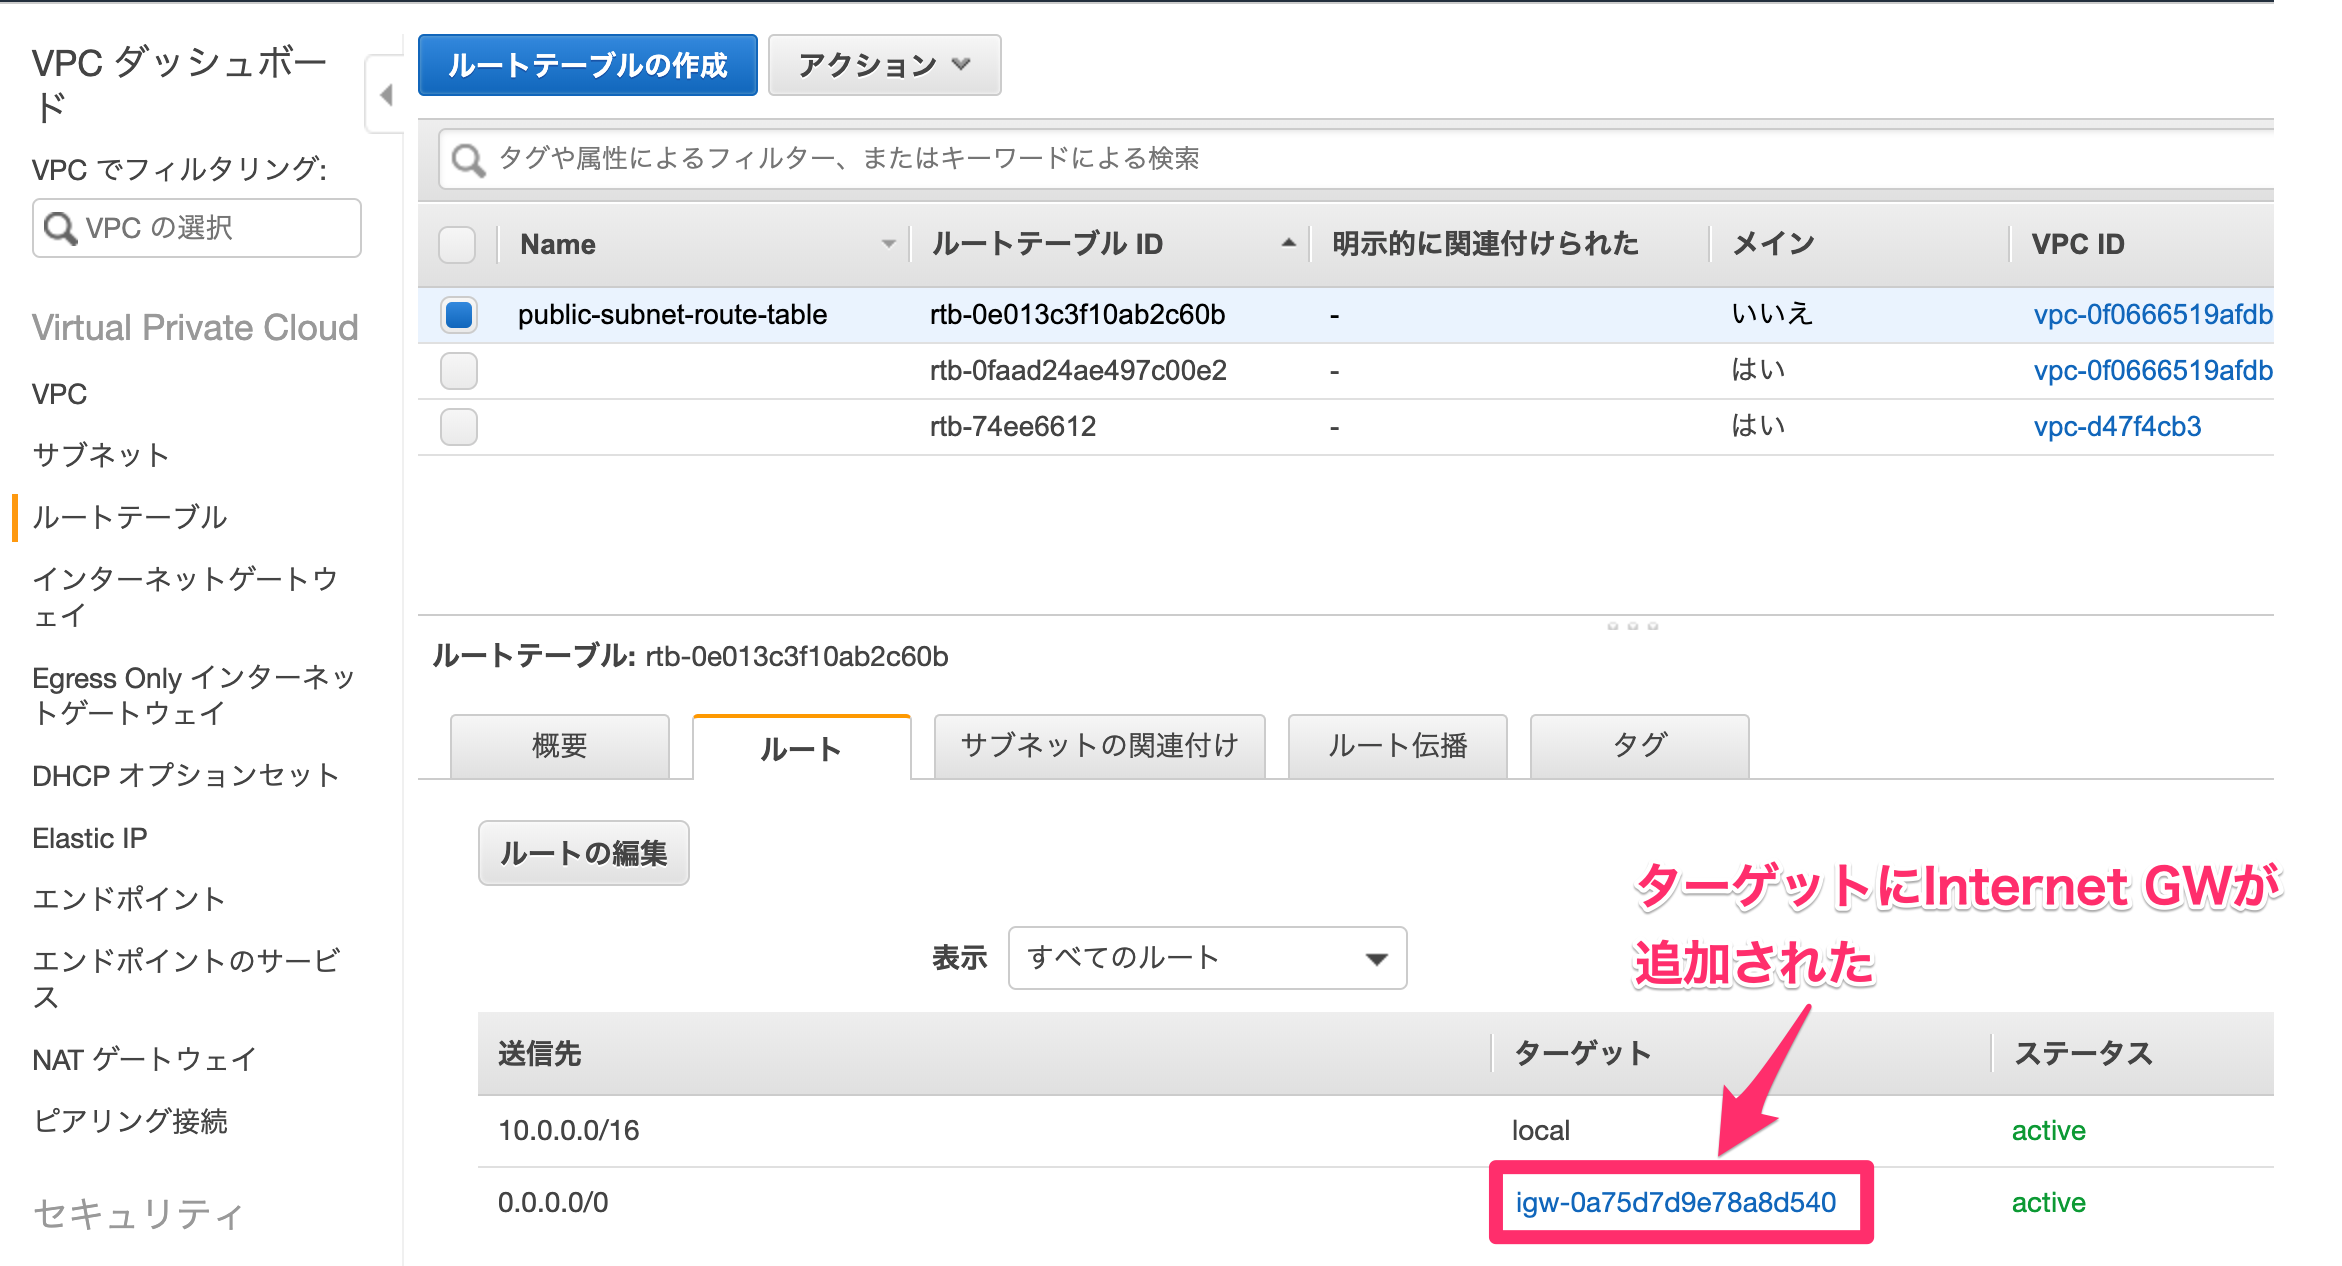 VPC ダッシュボー
ド
VPC でフィルタリング:
VPC の選択
Virtual Private Cloud
VPC
サブネット
ルートテーブル
インターネットゲートウ
ェイ
Egress Only インターネッ
トゲートウェイ
DHCP オプションセット
Elastic IP
エンドポイント
エンドポイントのサービ
ス
NAT ゲートウェイ
ピアリング接続
セキュリティ
ルートテーブルの作成 アクション
タグや属性によるフィルター、またはキーワードによる検索
Name ルートテーブル ID 明示的に関連付けられた メイン VPC ID
public-subnet-route-table rtb-0e013c3f10ab2c60b - いいえ vpc-0f0666519afdb
rtb-0faad24ae497c00e2 - はい vpc-0f0666519afdb
rtb-74ee6612 - はい vpc-d47f4cb3
ルートテーブル: rtb-0e013c3f10ab2c60b
概要 ルート サブネットの関連付け ルート伝播 タグ
ルートの編集
ターゲットにInternet GWが
追加された
表示 すべてのルート
送信先 ターゲット ステータス
10.0.0.0/16 local active
0.0.0.0/0 igw-0a75d7d9e78a8d540 active